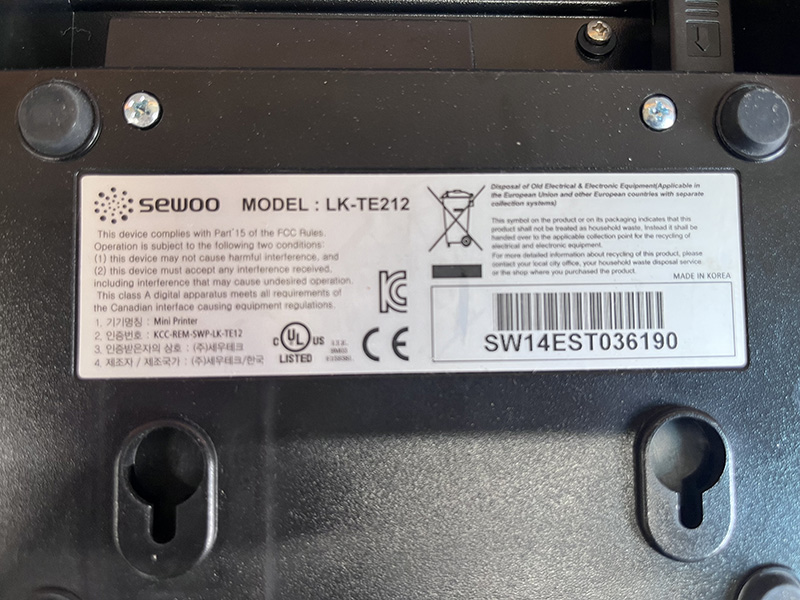 sewoo MODEL : LK-TE212
This device complies with Part 15 of the FCC Rules.
Operation is subject to the following two conditions:
(1) this device may not cause harmful interference, and
(2) this device must accept any interference received,
including interference that may cause undesired operation.
This class A digital apparatus meets all requirements of
the Canadian interface causing equipment regulations.
1. 기기명칭 : Mini Printer
2. 인증번호 : KCC-REM-SWP-LK-TE12
3. 인증받은자의 상호 : (주)세우테크
4. 제조자 / 제조국가 : (주)세우테크/한국
C UL US
LISTED
CE
Disposal of Old Electrical & Electronic Equipment(Applicable in
the European Union and other European countries with separate
collection systems)
This symbol on the product or on its packaging indicates that this
product shall not be treated as household waste. Instead it shall be
handed over to the applicable collection point for the recycling of
electrical and electronic equipment.
For more detailed information about recycling of this product, please
contact your local city office, your household waste disposal service
or the shop where you purchased the product.
MADE IN KOREA
SW14EST036190